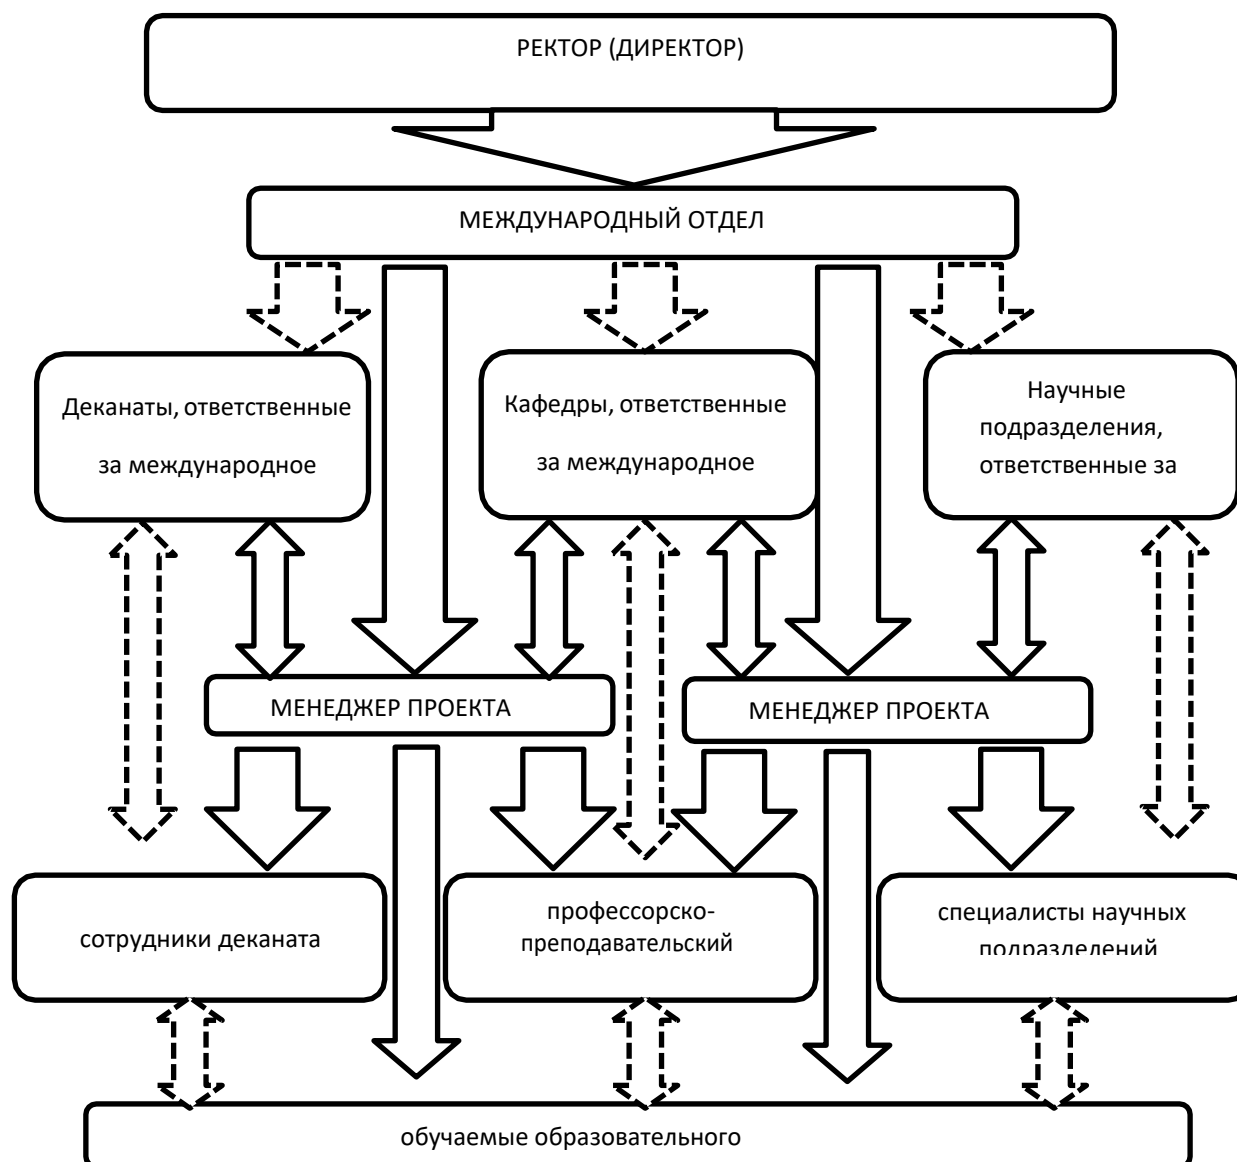 РЕКТОР (ДИРЕКТОР)
МЕЖДУНАРОДНЫЙ ОТДЕЛ
Деканаты, ответственные
за международное
Кафедры, ответственные
за международное
Научные
подразделения,
ответственные за
МЕНЕДЖЕР ПРОЕКТА
МЕНЕДЖЕР ПРОЕКТА
сотрудники деканата
профессорско-
преподавательский
специалисты научных
подразделений
обучаемые образовательного